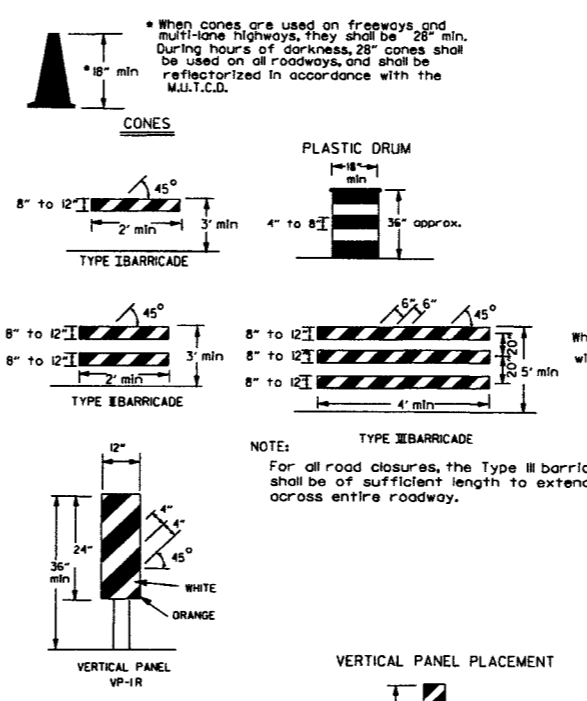 * When cones are used on freeways and
multi-lane highways, they shall be 28" min.
During hours of darkness, 28" cones shall
be used on all roadways, and shall be
reflectorized in accordance with the
M.U.T.C.D.
*18" min
CONES
PLASTIC DRUM
18"
min
4" to 8"
36" approx.
45°
8" to 12"
2' min
3' min
TYPE I BARRICADE
45°
8" to 12"
8" to 12"
2' min
3' min
TYPE II BARRICADE
6" 6"
45°
8" to 12"
8" to 12"
8" to 12"
20" 20"
5' min
4' min
TYPE III BARRICADE
Wh
wi
NOTE:
For all road closures, the Type III barric
shall be of sufficient length to extend
across entire roadway.
12"
4"
4"
45°
24"
36"
min
WHITE
ORANGE
VERTICAL PANEL
VP-1R
VERTICAL PANEL PLACEMENT